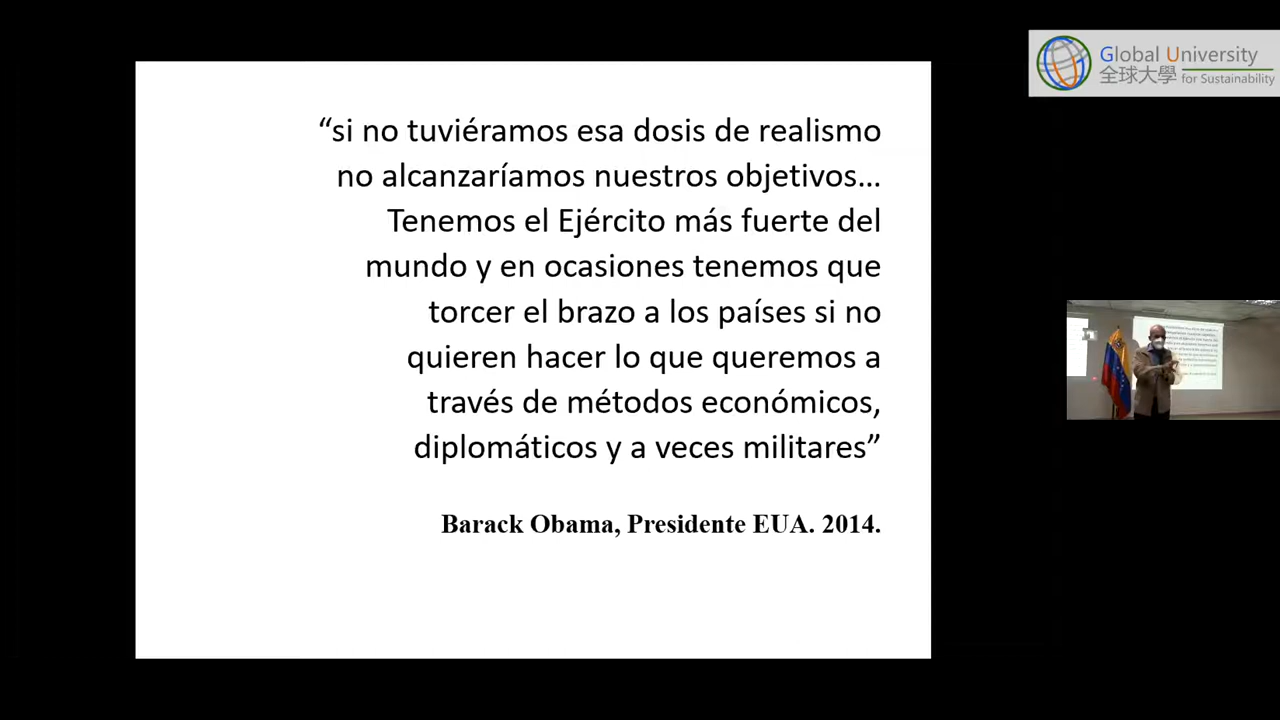 “si no tuviéramos esa dosis de realismo
no alcanzaríamos nuestros objetivos…
Tenemos el Ejército más fuerte del
mundo y en ocasiones tenemos que
torcer el brazo a los países si no
quieren hacer lo que queremos a
través de métodos económicos,
diplomáticos y a veces militares”
Barack Obama, Presidente EUA. 2014.
Global University
全球大學 for Sustainability